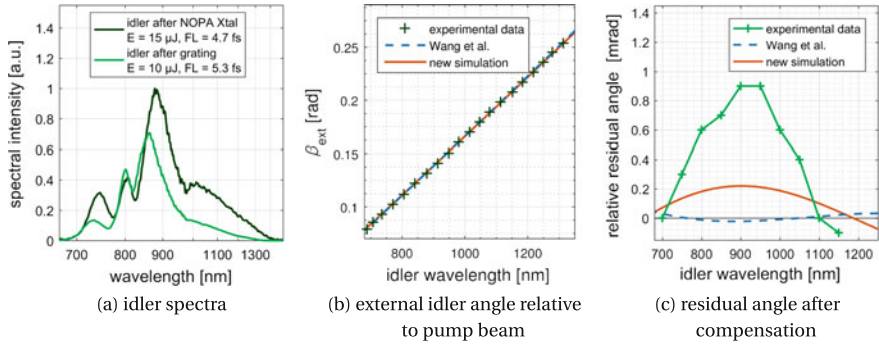 spectral intensity [a.u.]
idler after NOPA Xtal
E = 15 µJ, FL = 4.7 fs
idler after grating
E = 10 µJ, FL = 5.3 fs
1.4
1.2
1
0.8
0.6
0.4
0.2
0
700 800 900 1000 1100 1300
wavelength [nm]
(a) idler spectra
β_ext [rad]
experimental data
Wang et al.
new simulation
0.25
0.2
0.15
0.1
800 1000 1200
idler wavelength [nm]
(b) external idler angle relative
to pump beam
relative residual angle [mrad]
experimental data
Wang et al.
new simulation
1.4
1.2
1
0.8
0.6
0.4
0.2
0
700 800 900 1000 1100 1200
idler wavelength [nm]
(c) residual angle after
compensation